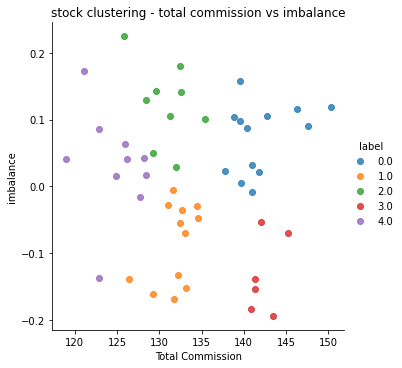 stock clustering - total commission vs imbalance
0.2
0.1
0.0
−0.1
−0.2
imbalance
120 125 130 135 140 145 150
Total Commission
label
0.0
1.0
2.0
3.0
4.0